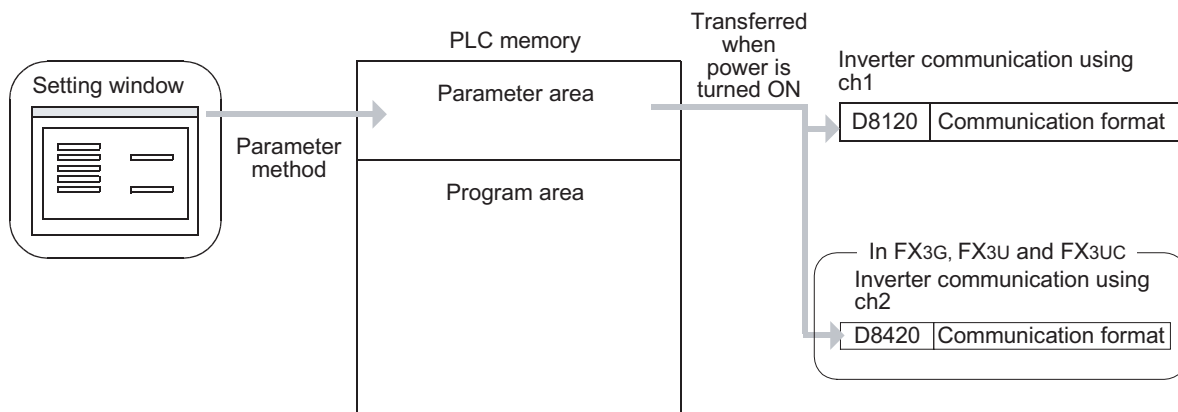 Setting window
Parameter
method
PLC memory
Parameter area
Program area
Transferred
when
power is
turned ON
Inverter communication using
ch1
D8120 Communication format
In FX3G, FX3U and FX3UC
Inverter communication using
ch2
D8420 Communication format